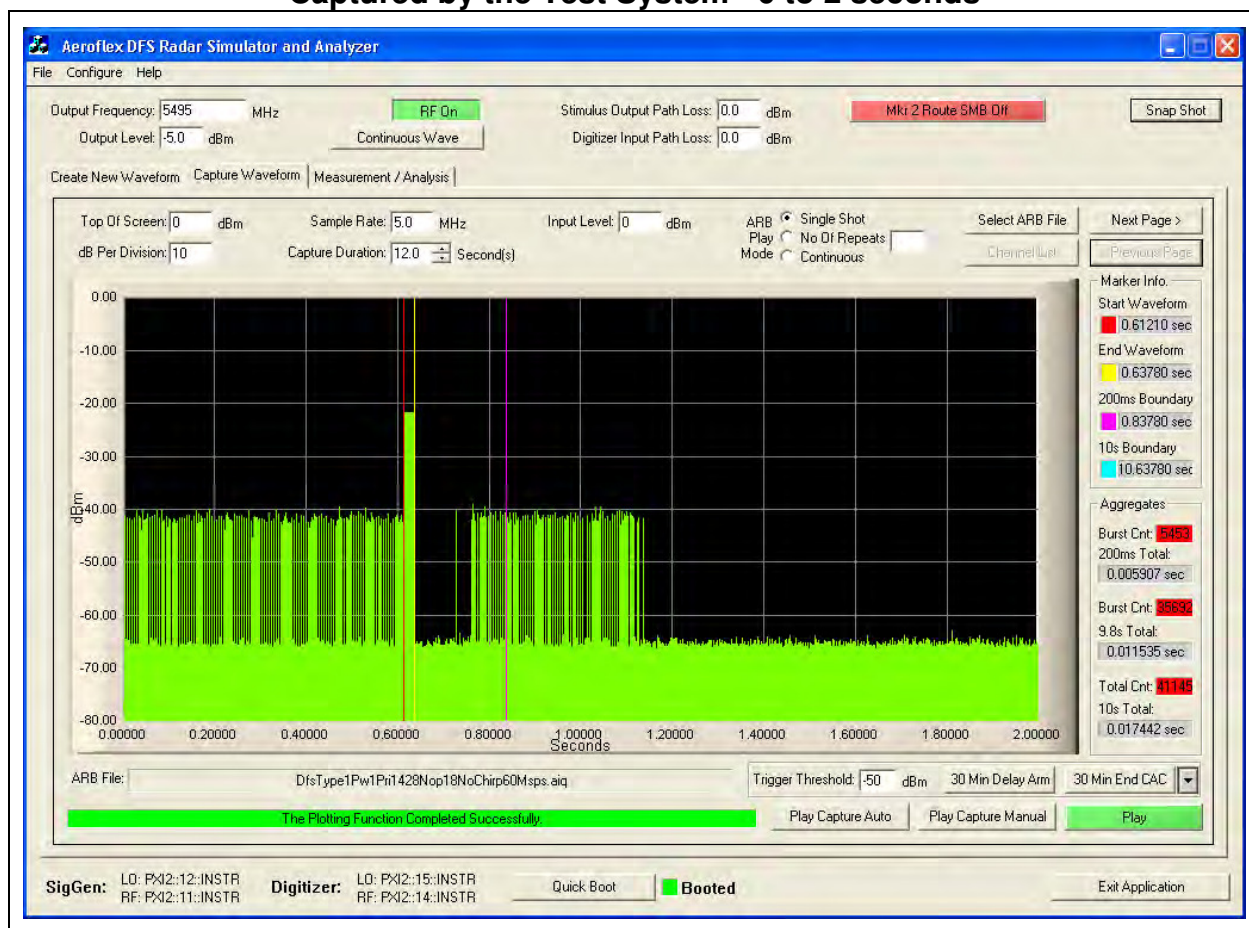 Captured by the Test System - 0 to 2 seconds
Aeroflex DFS Radar Simulator and Analyzer
File Configure Help
Output Frequency: 5495 MHz RF On Stimulus Output Path Loss: 0.0 dBm Mkr 2 Route SMB Off Snap Shot
Output Level: -5.0 dBm Continuous Wave Digitizer Input Path Loss: 0.0 dBm
Create New Waveform Capture Waveform Measurement / Analysis
Top Of Screen: 0 dBm Sample Rate: 5.0 MHz Input Level: 0 dBm ARB Play Mode Single Shot Select ARB File Next Page >
No Of Repeats
dB Per Division: 10 Capture Duration: 12.0 Second(s) Continuous Channel List Previous Page
Marker Info.
Start Waveform
0.61210 sec
End Waveform
0.63780 sec
200ms Boundary
0.83780 sec
10s Boundary
10.63780 sec
Aggregates
Burst Cnt: 5453
200ms Total:
0.005907 sec
Burst Cnt: 35692
9.8s Total:
0.011535 sec
Total Cnt: 41145
10s Total:
0.017442 sec
0.00
-10.00
-20.00
-30.00
-40.00
-50.00
-60.00
-70.00
-80.00
dBm
0.00000 0.20000 0.40000 0.60000 0.80000 1.00000 1.20000 1.40000 1.60000 1.80000 2.00000
Seconds
ARB File: DfsType1Pw1Pri1428Nop18NoChirp60Msps.aiq Trigger Threshold: -50 dBm 30 Min Delay Arm 30 Min End CAC
The Plotting Function Completed Successfully. Play Capture Auto Play Capture Manual Play
SigGen: LO: PXI2::12::INSTR Digitizer: LO: PXI2::15::INSTR Quick Boot Booted Exit Application
RF: PXI2::11::INSTR RF: PXI2::14::INSTR